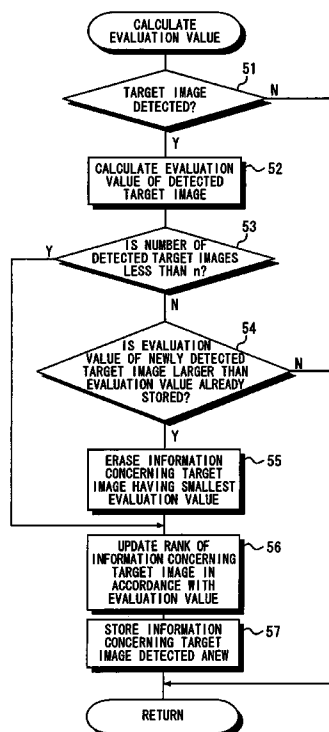 CALCULATE
EVALUATION VALUE
51
TARGET IMAGE
DETECTED?
N
Y
CALCULATE EVALUATION
VALUE OF DETECTED
TARGET IMAGE
52
53
Y
IS NUMBER OF
DETECTED TARGET IMAGES
LESS THAN n?
N
54
IS EVALUATION
VALUE OF NEWLY DETECTED
TARGET IMAGE LARGER THAN
EVALUATION VALUE ALREADY
STORED?
N
Y
ERASE INFORMATION
CONCERNING TARGET
IMAGE HAVING SMALLEST
EVALUATION VALUE
55
UPDATE RANK OF
INFORMATION CONCERNING
TARGET IMAGE IN
ACCORDANCE WITH
EVALUATION VALUE
56
STORE INFORMATION
CONCERNING TARGET
IMAGE DETECTED ANEW
57
RETURN